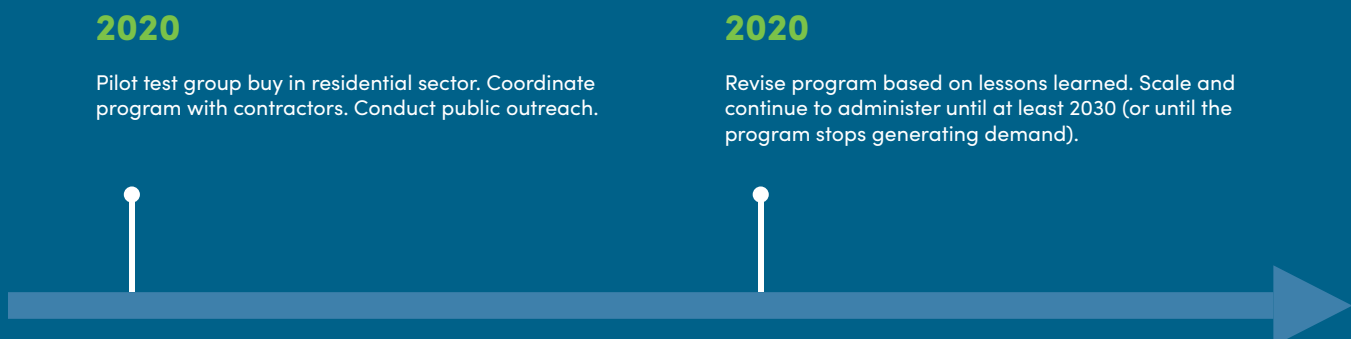 2020
Pilot test group buy in residential sector. Coordinate
program with contractors. Conduct public outreach.
2020
Revise program based on lessons learned. Scale and
continue to administer until at least 2030 (or until the
program stops generating demand).